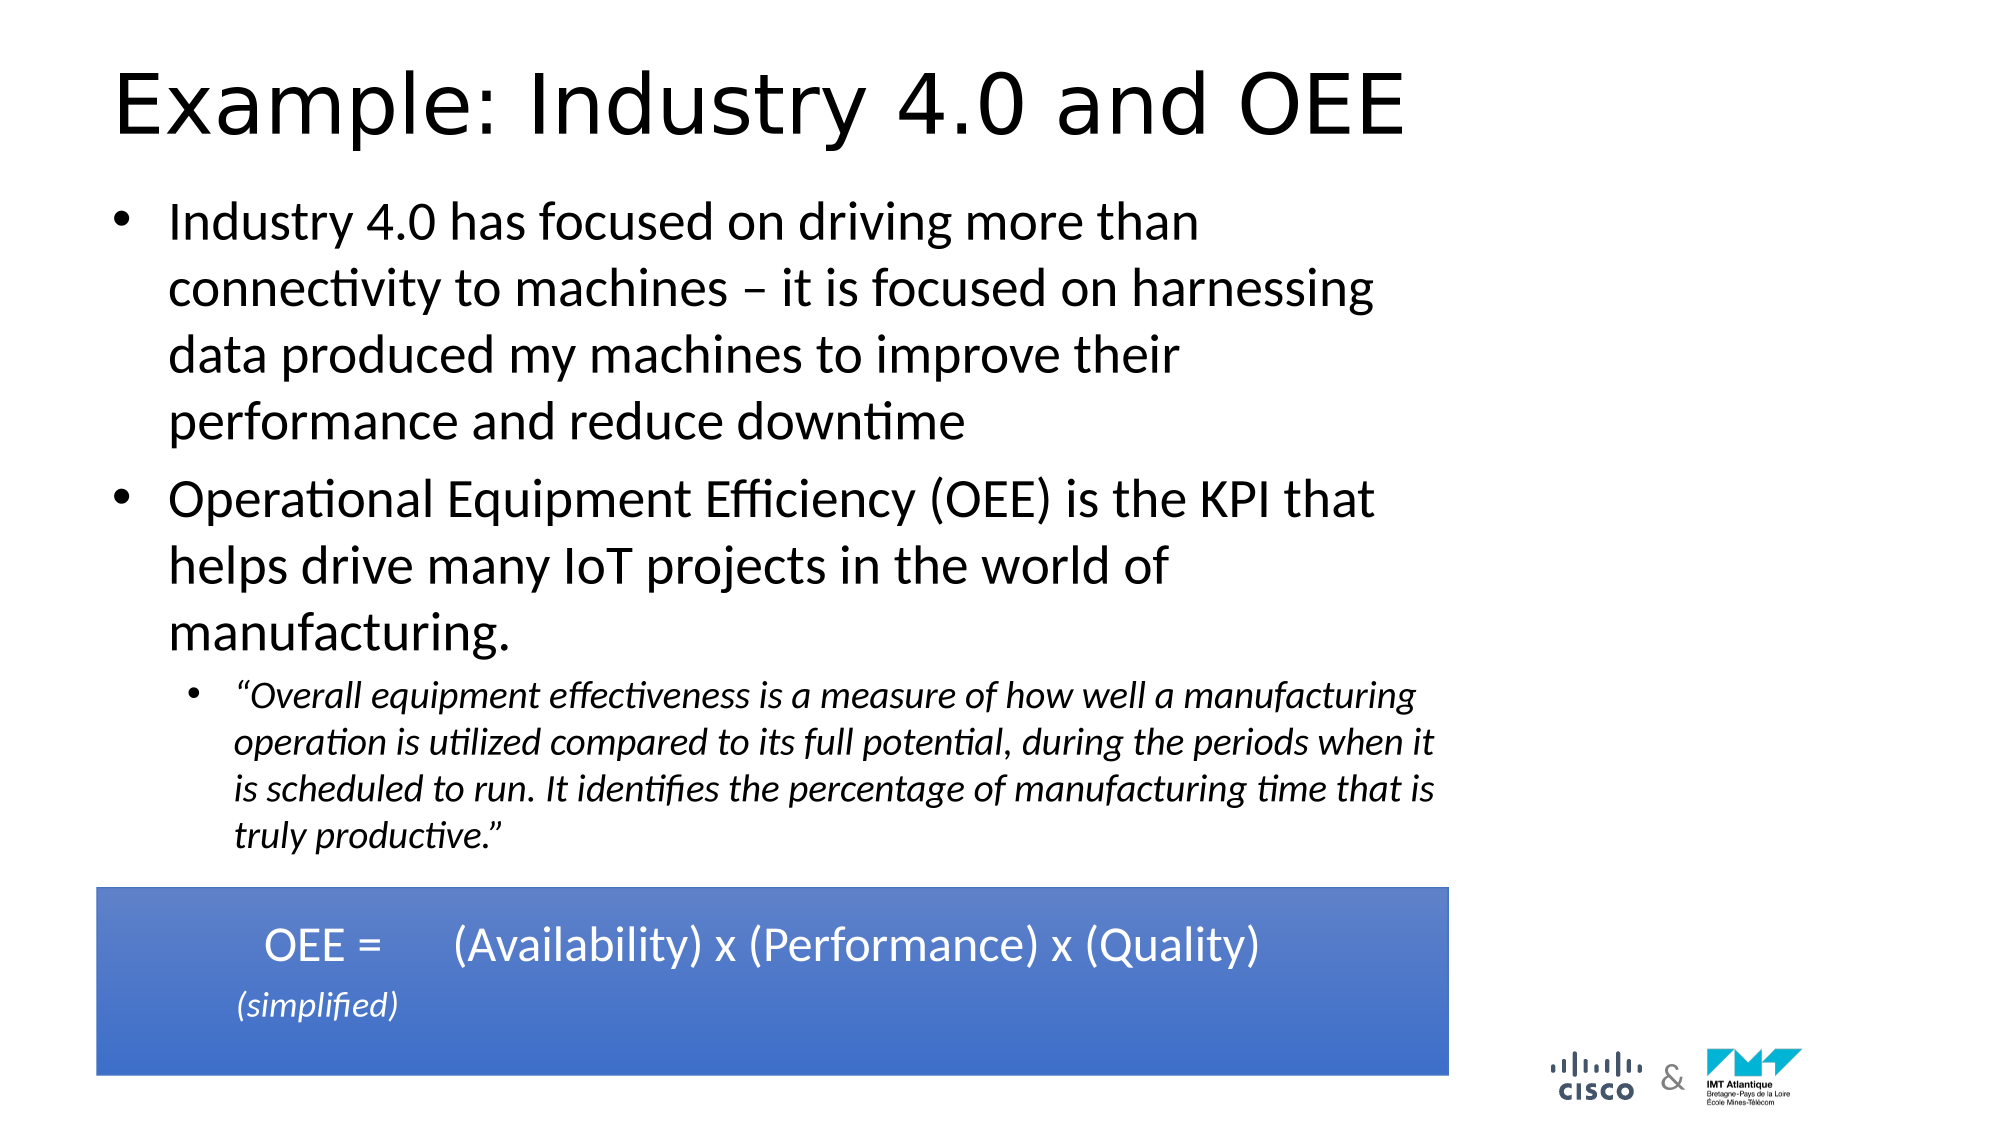 Example: Industry 4.0 and OEE
• Industry 4.0 has focused on driving more than
connectivity to machines – it is focused on harnessing
data produced my machines to improve their
performance and reduce downtime
• Operational Equipment Efficiency (OEE) is the KPI that
helps drive many IoT projects in the world of
manufacturing.
• “Overall equipment effectiveness is a measure of how well a manufacturing
operation is utilized compared to its full potential, during the periods when it
is scheduled to run. It identifies the percentage of manufacturing time that is
truly productive.”
OEE = (Availability) x (Performance) x (Quality)
(simplified)
CISCO & IMT Atlantique
Bretagne-Pays de la Loire
École Mines-Télécom